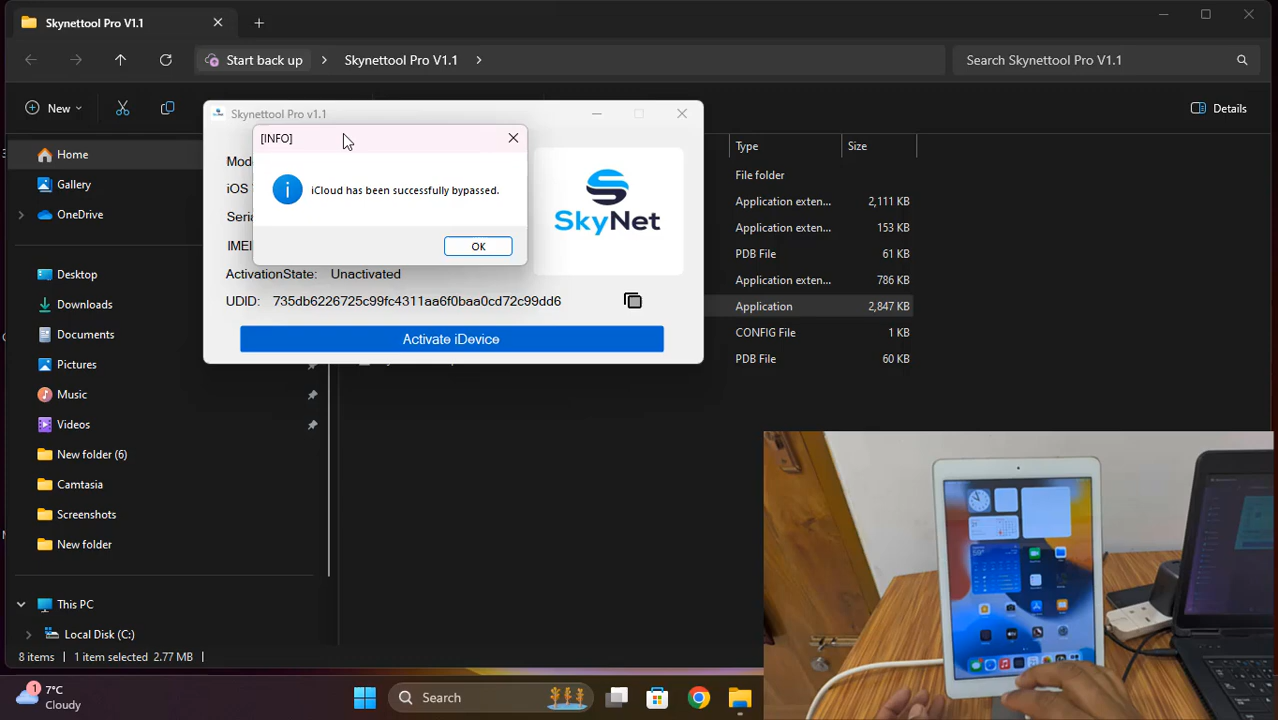 Skynettool Pro V1.1
Start back up
Skynettool Pro V1.1
Search Skynettool Pro V1.1
New
Details
Skynettool Pro v1.1
[INFO]
iCloud has been successfully bypassed.
OK
iOS
IMEI
ActivationState: Unactivated
UDID: 735db6226725c99fc4311aa6f0baa0cd72c99dd6
Activate iDevice
SkyNet
Type
Size
File folder
Application exten...
2,111 KB
Application exten...
153 KB
PDB File
61 KB
Application exten...
786 KB
Application
2,847 KB
CONFIG File
1 KB
PDB File
60 KB
Home
Gallery
OneDrive
Desktop
Downloads
Documents
Pictures
Music
Videos
New folder (6)
Camtasia
Screenshots
New folder
This PC
Local Disk (C:)
8 items
1 item selected 2.77 MB
1
7°C
Cloudy
Search